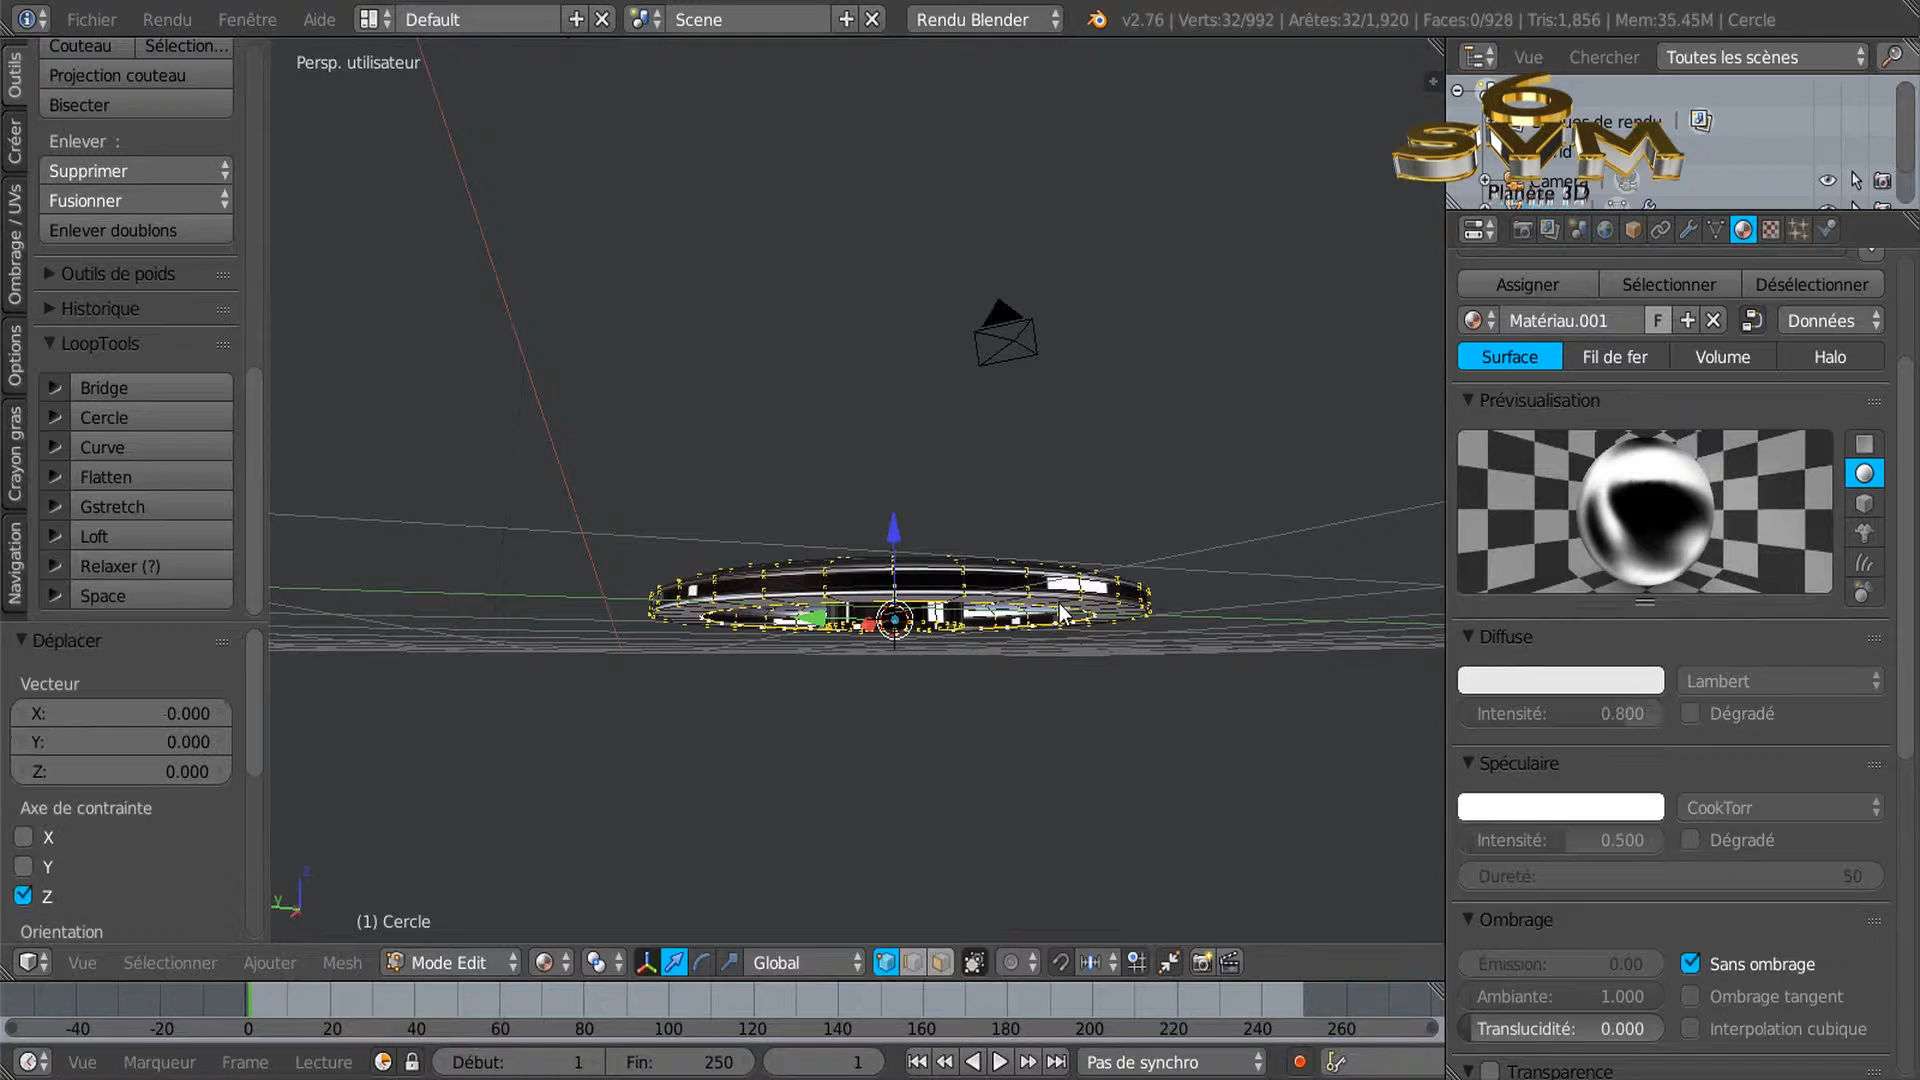 Fichier Rendu Fenêtre Aide Default Scene Rendu Blender v2.76 | Verts:32/992 | Arêtes:32/1,920 | Faces:0/928 | Tris:1,856 | Mem:35.45M | Cercle
Outils
Créer
Ombrage / UVs
Options
Crayon gras
Navigation
Couteau Sélection...
Projection couteau
Bisecter
Enlever :
Supprimer
Fusionner
Enlever doublons
Outils de poids
Historique
LoopTools
Bridge
Cercle
Curve
Flatten
Gstretch
Loft
Relaxer (?)
Space
Déplacer
Vecteur
X: 0.000
Y: 0.000
Z: 0.000
Axe de contrainte
X
Y
Z
Orientation
Persp. utilisateur
z
y
(1) Cercle
Vue Sélectionner Ajouter Mesh Mode Edit Global
-40 -20 0 20 40 60 80 100 120 140 160 180 200 220 240 260
Vue Marqueur Frame Lecture Début: 1 Fin: 250 1 Pas de synchro
Vue Chercher Toutes les scènes
6
SYM
Planète 3D
de rendu
Camera
Assigner Sélectionner Désélectionner
Matériau.001 F Données
Surface Fil de fer Volume Halo
Prévisualisation
Diffuse
Lambert
Intensité: 0.800 Dégradé
Spéculaire
CookTorr
Intensité: 0.500 Dégradé
Dureté: 50
Ombrage
Émission: 0.00 Sans ombrage
Ambiante: 1.000 Ombrage tangent
Translucidité: 0.000 Interpolation cubique
Transparence